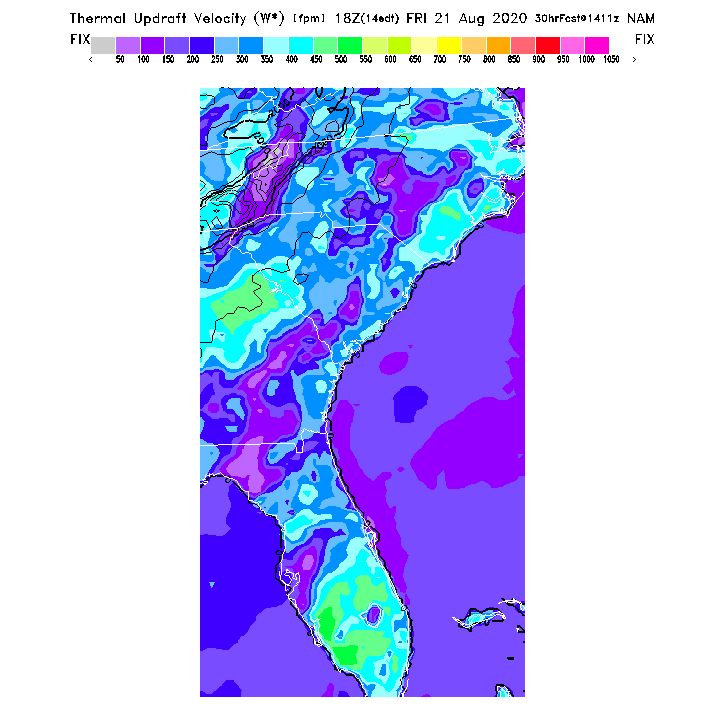 Thermal Updraft Velocity (W*) [fpm] 18Z(14edt) FRI 21 Aug 2020 30hrFcst@1411z NAM
FIX FIX
< 50 100 150 200 250 300 350 400 450 500 550 600 650 700 750 800 850 900 950 1000 1050 >